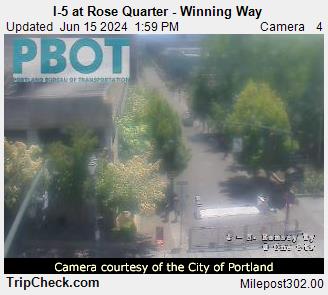 I-5 at Rose Quarter - Winning Way
Updated Jun 15 2024 1:59 PM Camera 4
PBOT
PORTLAND BUREAU OF TRANSPORTATION
Camera courtesy of the City of Portland
TripCheck.com Milepost302.00